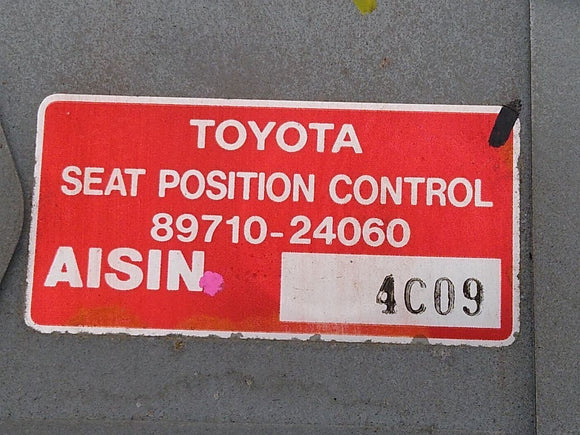 TOYOTA
SEAT POSITION CONTROL
89710-24060
AISIN
4C09